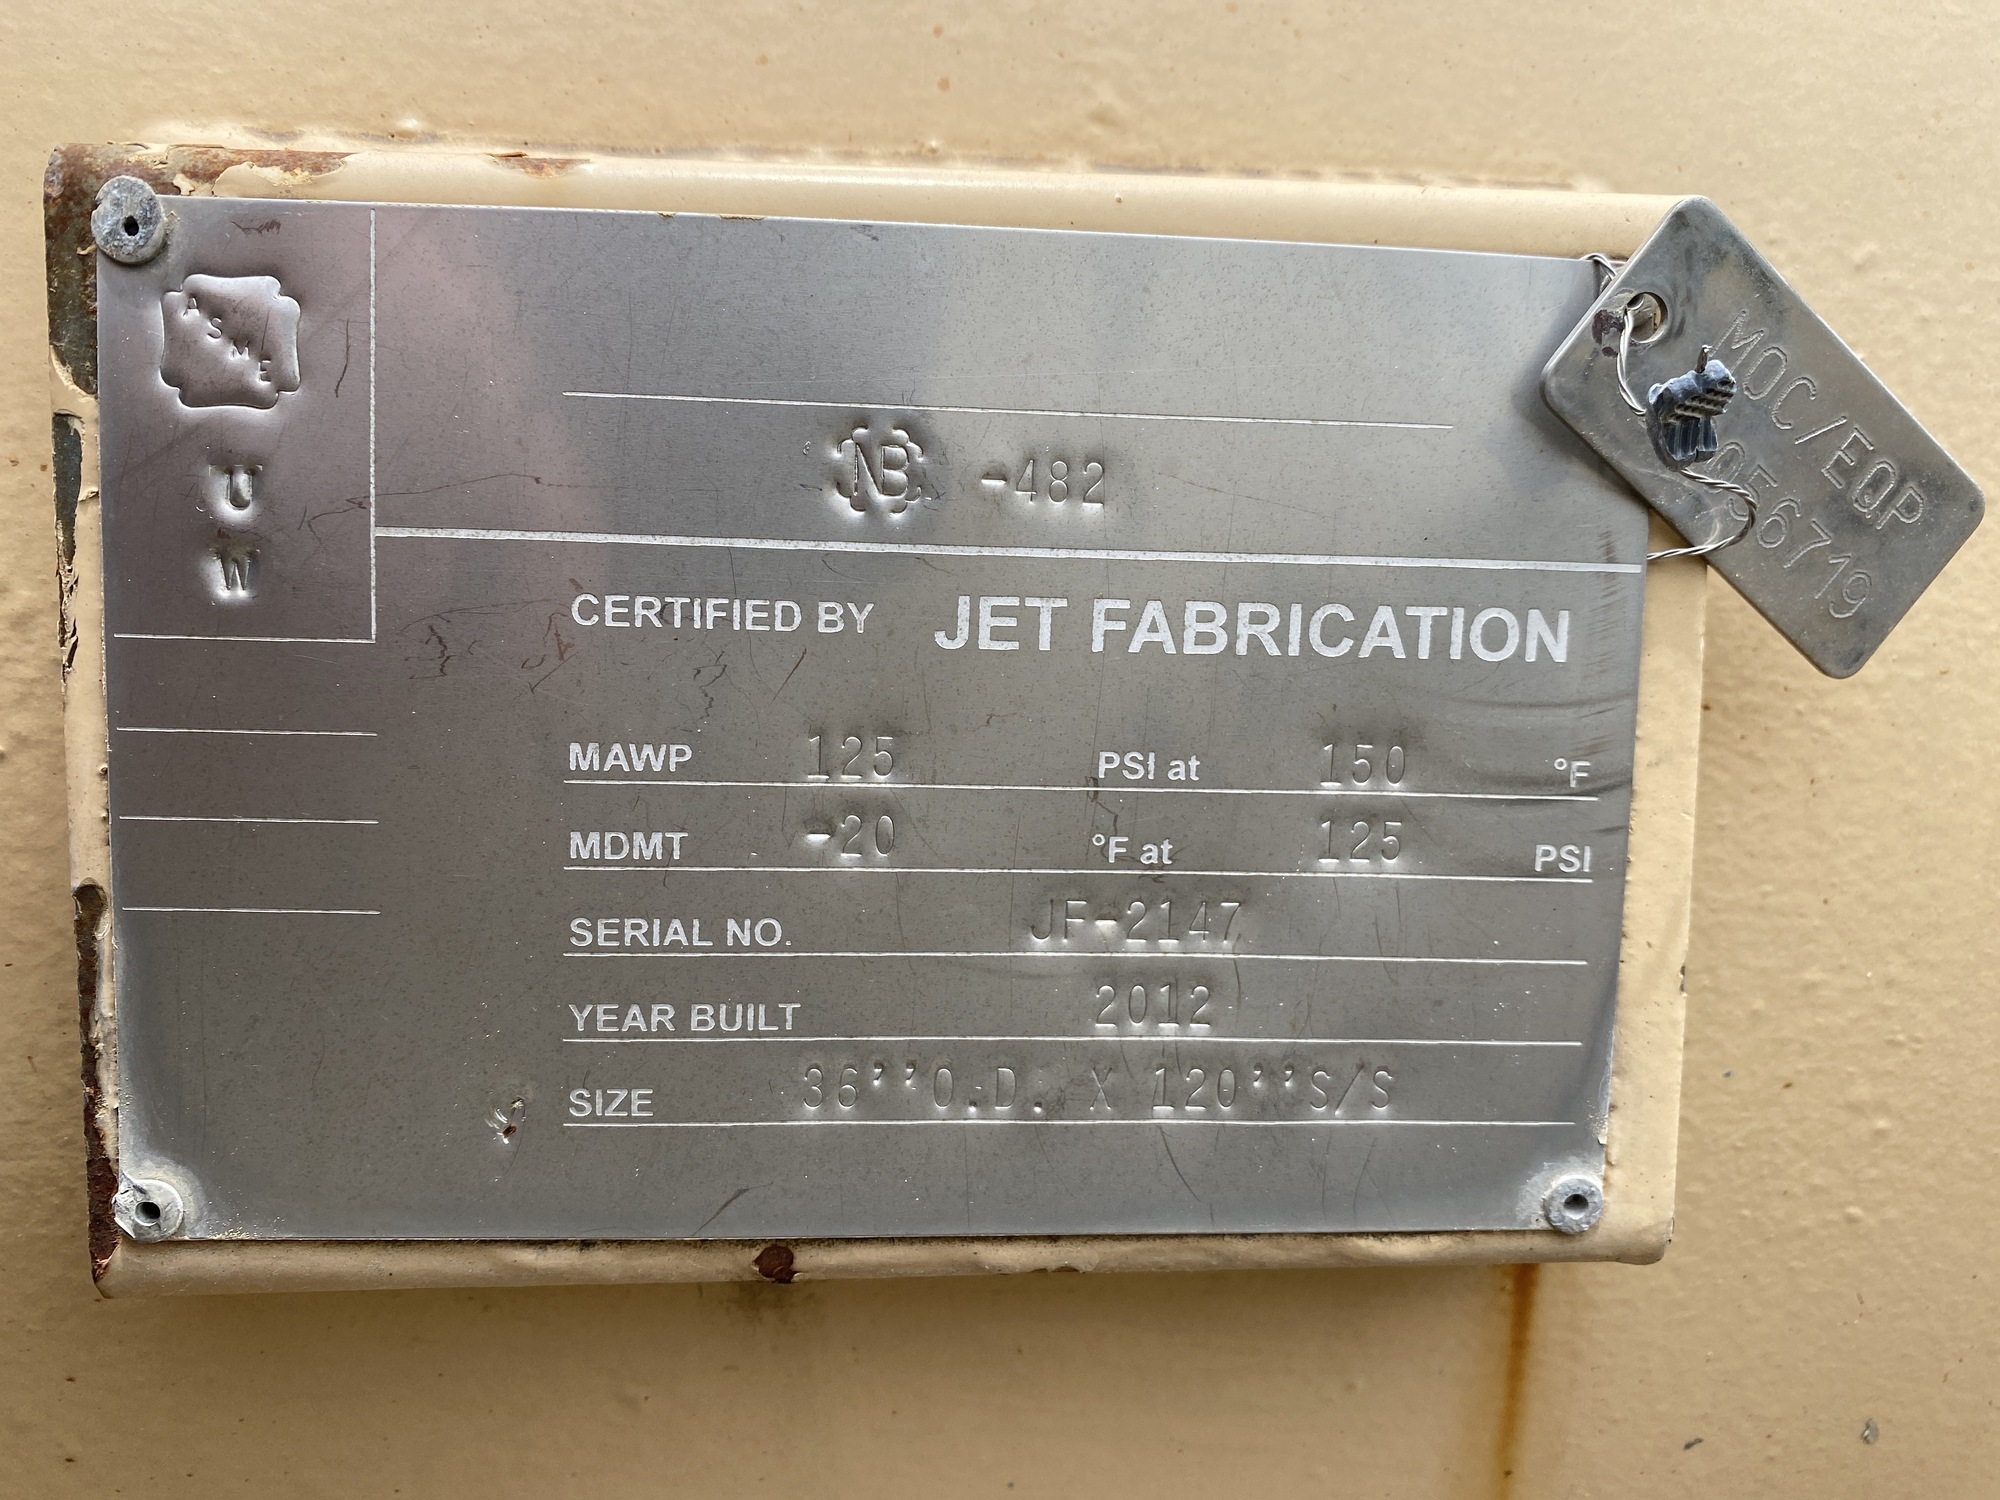 ASME
U
W
NB -482
CERTIFIED BY JET FABRICATION
MAWP 125 PSI at 150 °F
MDMT -20 °F at 125 PSI
SERIAL NO. JF-2147
YEAR BUILT 2012
SIZE 36''O.D. X 120''S/S
MOC/EQP
056719